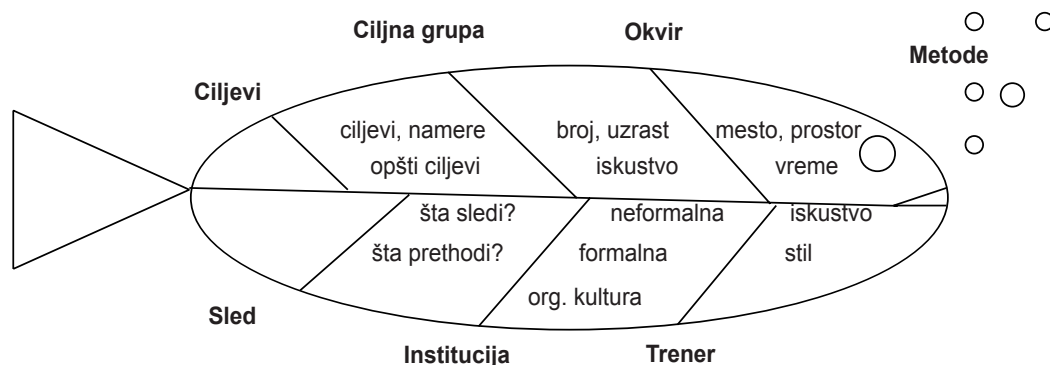 Ciljna grupa
Okvir
Metode
Ciljevi
ciljevi, namere
opšti ciljevi
broj, uzrast
iskustvo
mesto, prostor
vreme
šta sledi?
šta prethodi?
neformalna
formalna
org. kultura
iskustvo
stil
Sled
Institucija
Trener